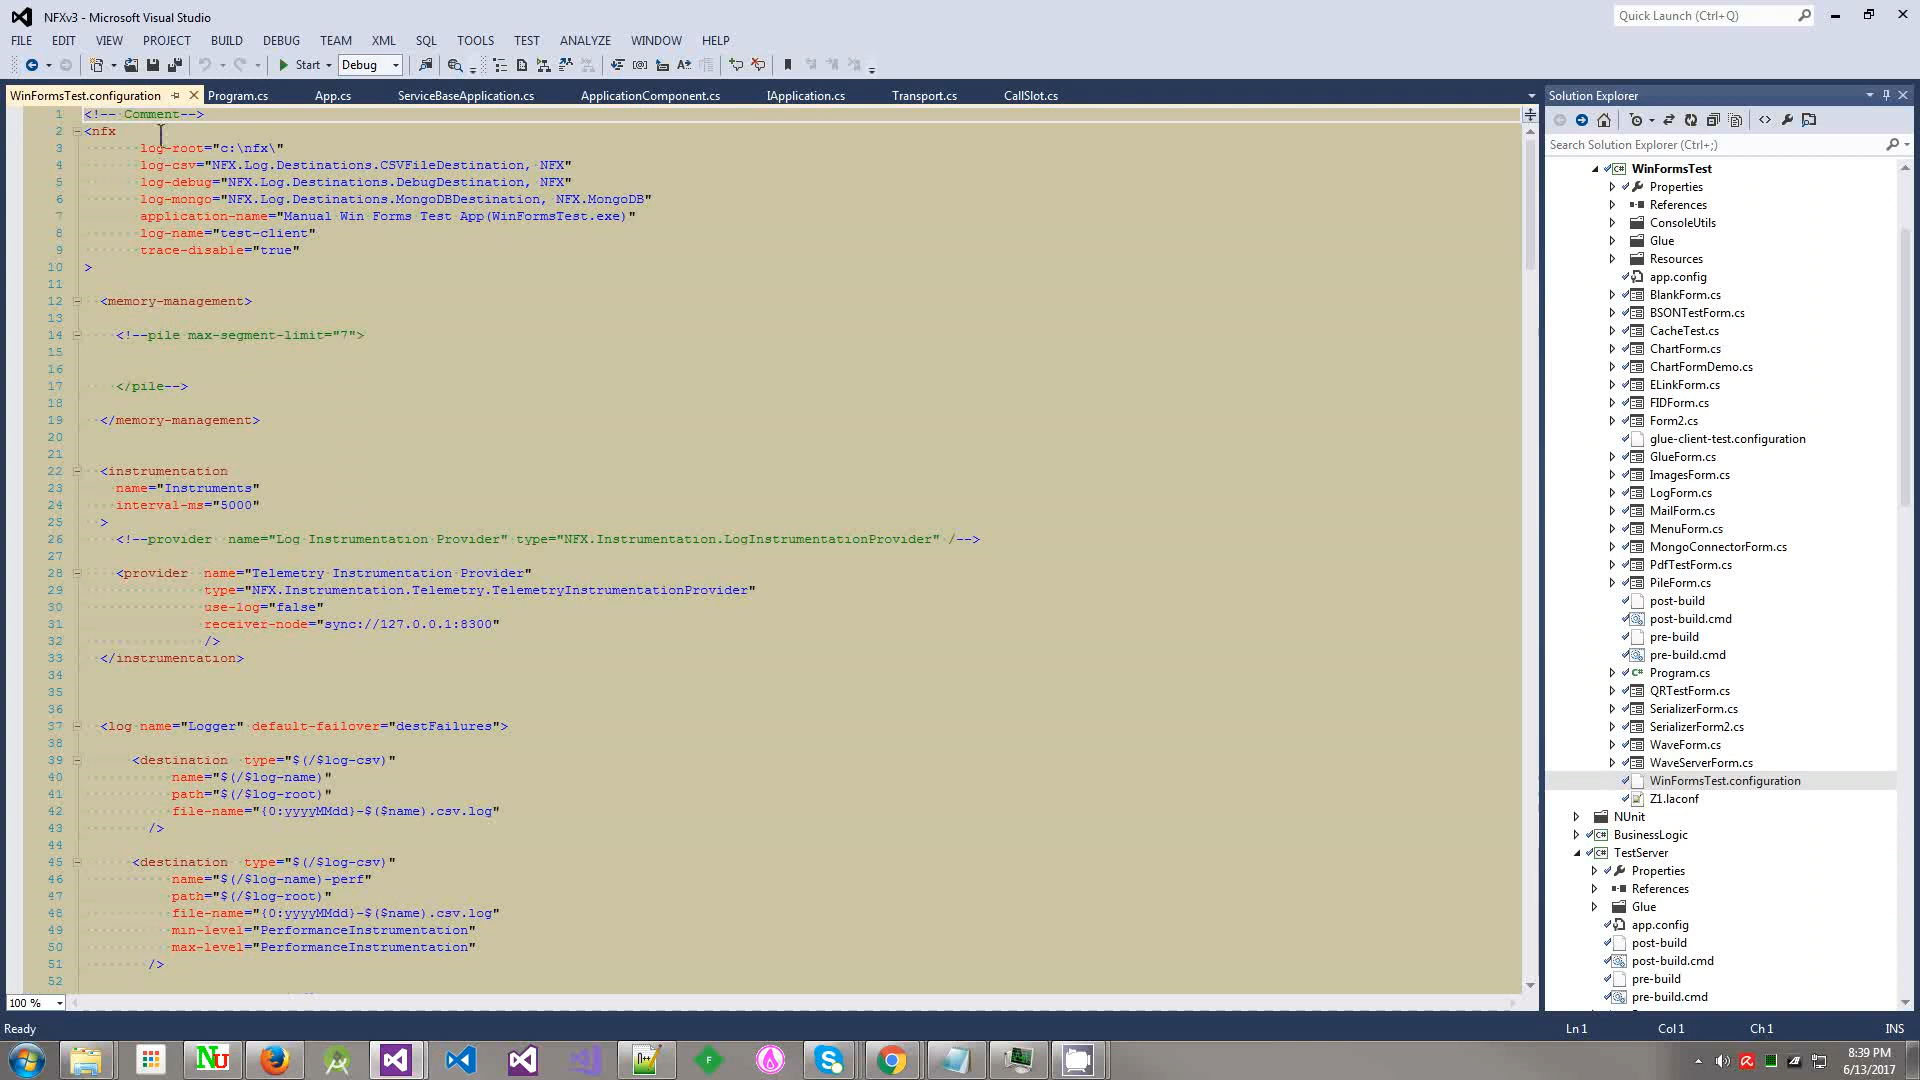 NFXv3 - Microsoft Visual Studio
Quick Launch (Ctrl+Q)
FILE EDIT VIEW PROJECT BUILD DEBUG TEAM XML SQL TOOLS TEST ANALYZE WINDOW HELP
Start Debug
WinFormsTest.configuration Program.cs App.cs ServiceBaseApplication.cs ApplicationComponent.cs IApplication.cs Transport.cs CallSlot.cs
1 <!-- Comment-->
2 <nfx
3 log-root="c:\nfx\"
4 log-csv="NFX.Log.Destinations.CSVFileDestination, NFX"
5 log-debug="NFX.Log.Destinations.DebugDestination, NFX"
6 log-mongo="NFX.Log.Destinations.MongoDBDestination, NFX.MongoDB"
7 application-name="Manual Win Forms Test App(WinFormsTest.exe)"
8 log-name="test-client"
9 trace-disable="true"
10 >
11
12 <memory-management>
13
14 <!--pile max-segment-limit="7">
15
16
17 </pile-->
18
19 </memory-management>
20
21
22 <instrumentation
23 name="Instruments"
24 interval-ms="5000"
25 >
26 <!--provider name="Log Instrumentation Provider" type="NFX.Instrumentation.LogInstrumentationProvider" /-->
27
28 <provider name="Telemetry Instrumentation Provider"
29 type="NFX.Instrumentation.Telemetry.TelemetryInstrumentationProvider"
30 use-log="false"
31 receiver-node="sync://127.0.0.1:8300"
32 />
33 </instrumentation>
34
35
36
37 <log name="Logger" default-failover="destFailures">
38
39 <destination type="$(/$log-csv)"
40 name="$(/$log-name)"
41 path="$(/$log-root)"
42 file-name="{0:yyyyMMdd}-$($name).csv.log"
43 />
44
45 <destination type="$(/$log-csv)"
46 name="$(/$log-name)-perf"
47 path="$(/$log-root)"
48 file-name="{0:yyyyMMdd}-$($name).csv.log"
49 min-level="PerformanceInstrumentation"
50 max-level="PerformanceInstrumentation"
51 />
52
100 %
Solution Explorer
Search Solution Explorer (Ctrl+;)
WinFormsTest
Properties
References
ConsoleUtils
Glue
Resources
app.config
BlankForm.cs
BSONTestForm.cs
CacheTest.cs
ChartForm.cs
ChartFormDemo.cs
ELinkForm.cs
FIDForm.cs
Form2.cs
glue-client-test.configuration
GlueForm.cs
ImagesForm.cs
LogForm.cs
MailForm.cs
MenuForm.cs
MongoConnectorForm.cs
PdfTestForm.cs
PileForm.cs
post-build
post-build.cmd
pre-build
pre-build.cmd
Program.cs
QRTestForm.cs
SerializerForm.cs
SerializerForm2.cs
WaveForm.cs
WaveServerForm.cs
WinFormsTest.configuration
Z1.laconf
NUnit
BusinessLogic
TestServer
Properties
References
Glue
app.config
post-build
post-build.cmd
pre-build
pre-build.cmd
Ready Ln 1 Col 1 Ch 1 INS
8:39 PM
6/13/2017